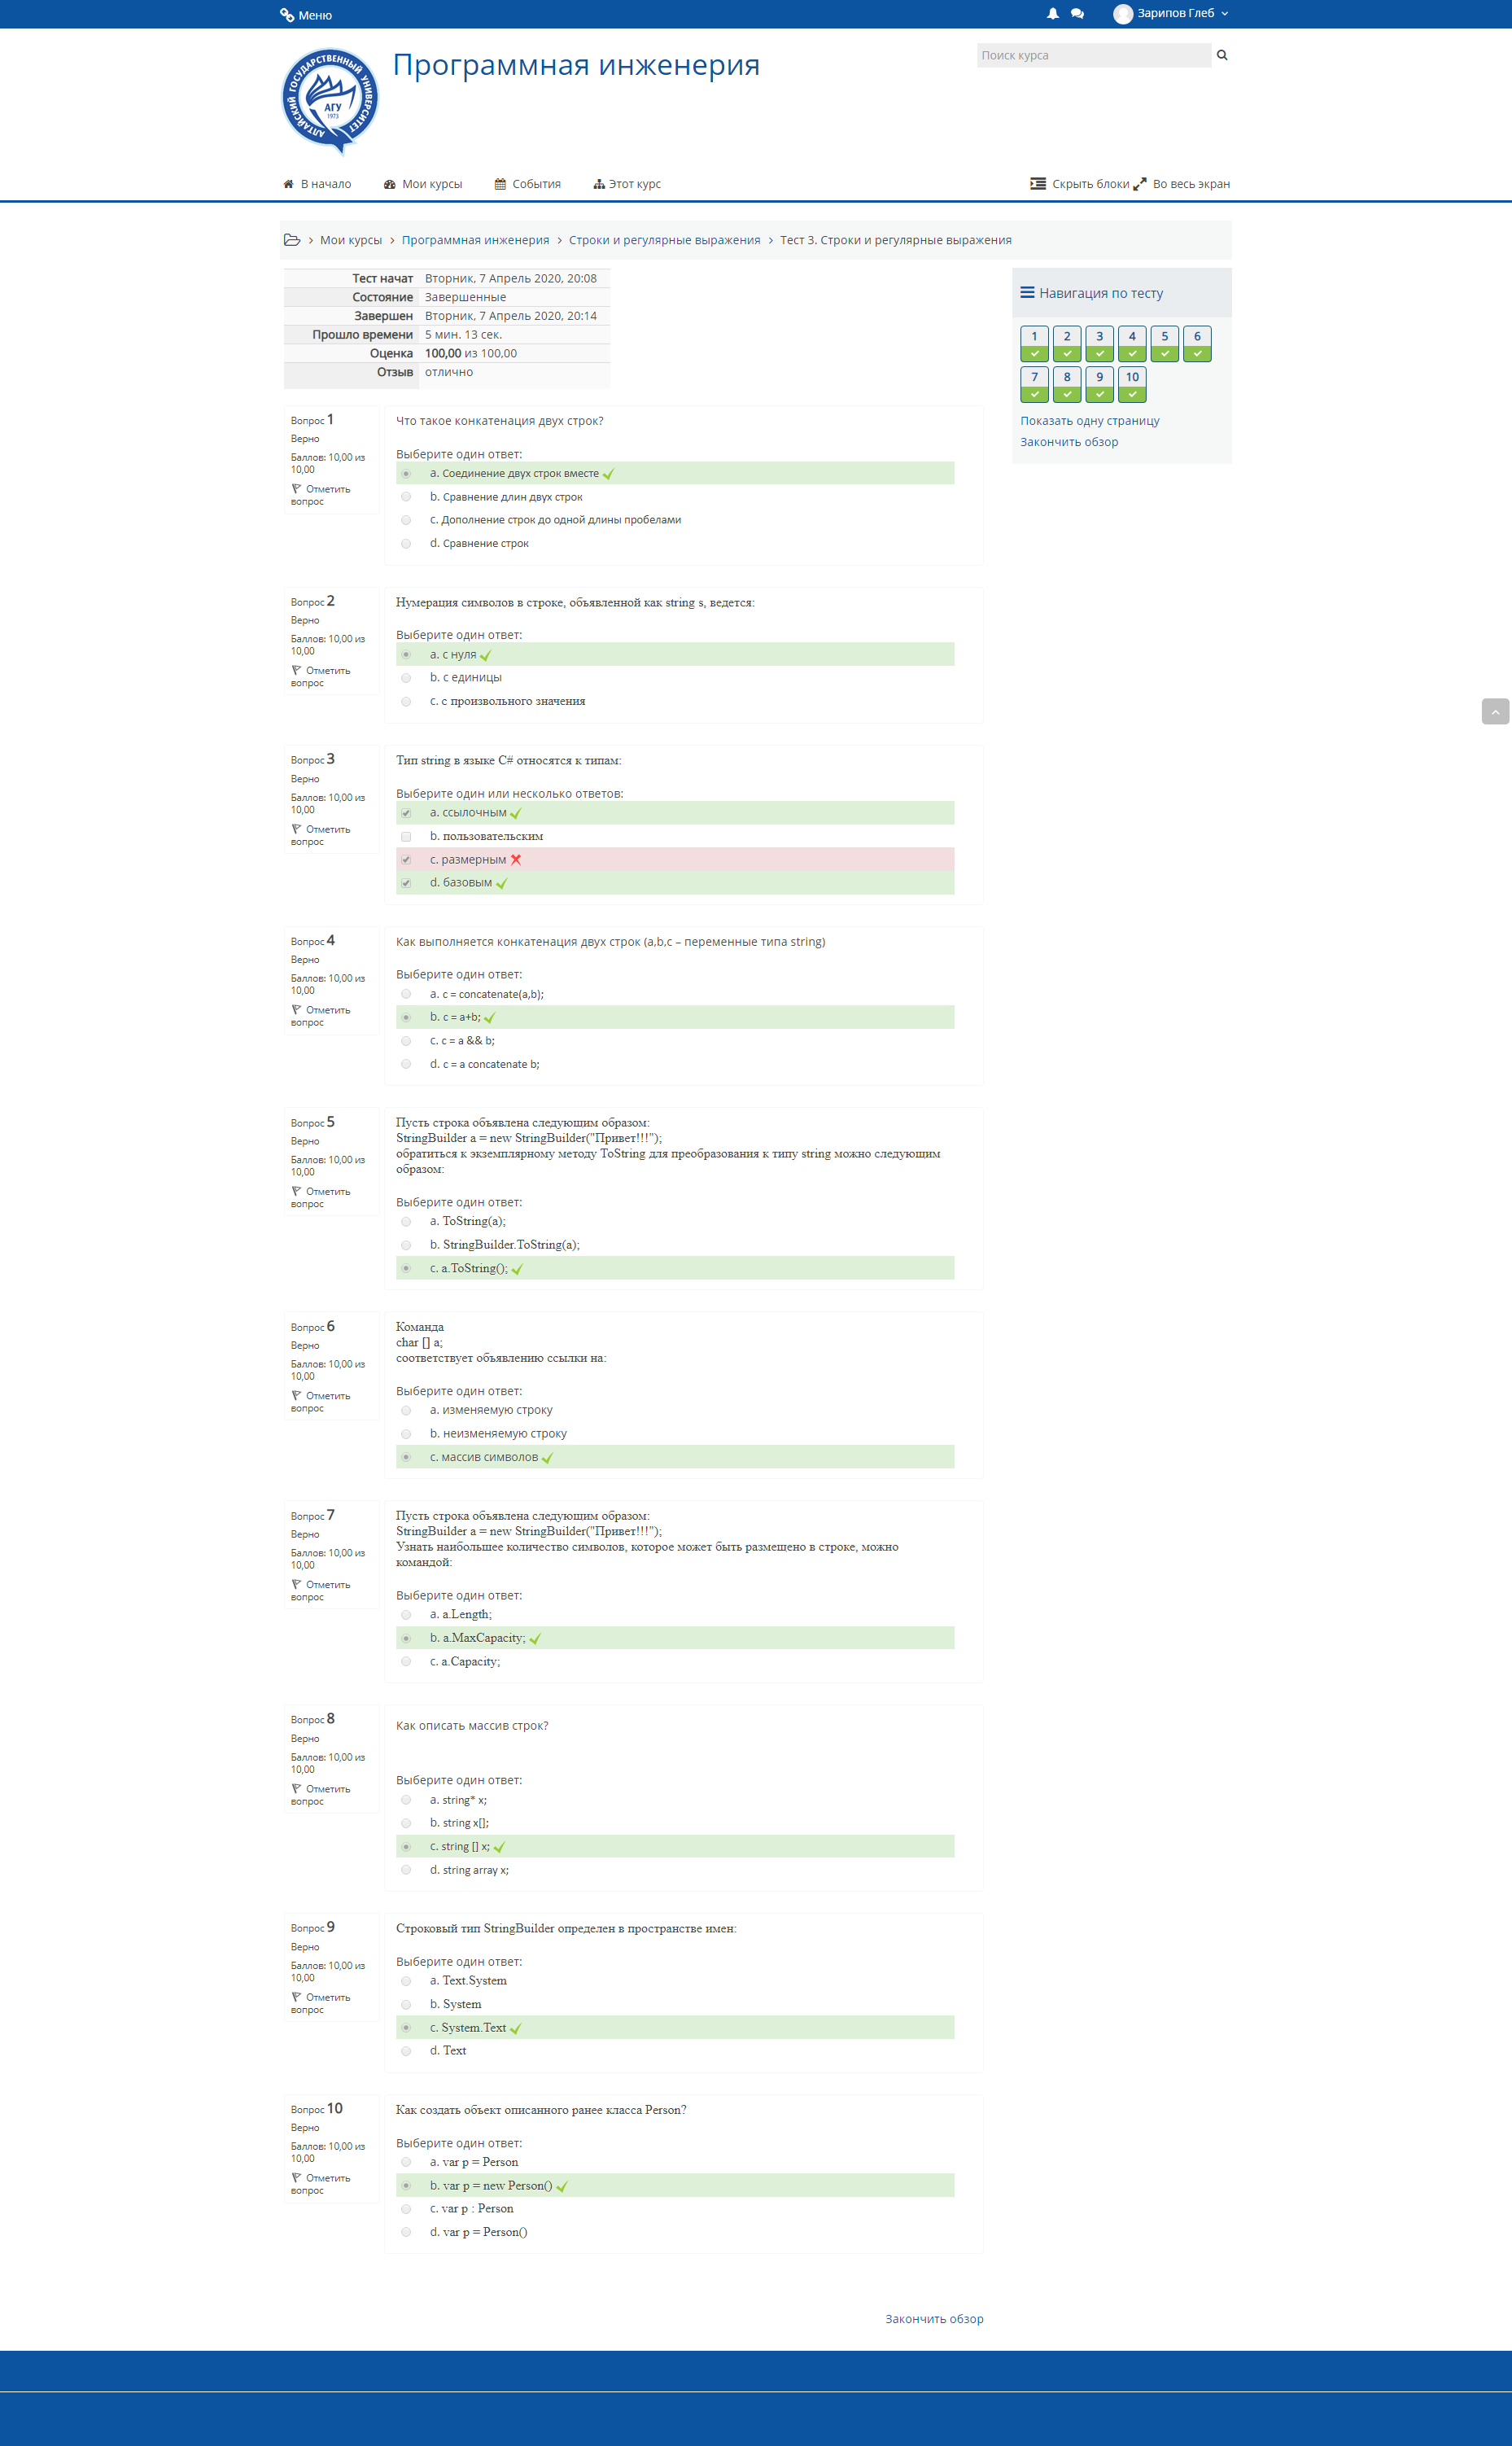 Меню
Зарипов Глеб
АЛТАЙСКИЙ ГОСУДАРСТВЕННЫЙ УНИВЕРСИТЕТ
АГУ
1973
Программная инженерия
Поиск курса
В начало
Мои курсы
События
Этот курс
Скрыть блоки
Во весь экран
Мои курсы
Программная инженерия
Строки и регулярные выражения
Тест 3. Строки и регулярные выражения
Тест начат Вторник, 7 Апрель 2020, 20:08
Состояние Завершенные
Завершен Вторник, 7 Апрель 2020, 20:14
Прошло времени 5 мин. 13 сек.
Оценка 100,00 из 100,00
Отзыв отлично
Навигация по тесту
1 2 3 4 5 6
7 8 9 10
Показать одну страницу
Закончить обзор
Вопрос 1
Верно
Баллов: 10,00 из
10,00
Отметить
вопрос
Что такое конкатенация двух строк?
Выберите один ответ:
a. Соединение двух строк вместе
b. Сравнение длин двух строк
c. Дополнение строк до одной длины пробелами
d. Сравнение строк
Вопрос 2
Верно
Баллов: 10,00 из
10,00
Отметить
вопрос
Нумерация символов в строке, объявленной как string s, ведется:
Выберите один ответ:
a. с нуля
b. с единицы
c. с произвольного значения
Вопрос 3
Верно
Баллов: 10,00 из
10,00
Отметить
вопрос
Тип string в языке C# относятся к типам:
Выберите один или несколько ответов:
a. ссылочным
b. пользовательским
c. размерным
d. базовым
Вопрос 4
Верно
Баллов: 10,00 из
10,00
Отметить
вопрос
Как выполняется конкатенация двух строк (a,b,c – переменные типа string)
Выберите один ответ:
a. c = concatenate(a,b);
b. c = a+b;
c. c = a && b;
d. c = a concatenate b;
Вопрос 5
Верно
Баллов: 10,00 из
10,00
Отметить
вопрос
Пусть строка объявлена следующим образом:
StringBuilder a = new StringBuilder("Привет!!!");
обратиться к экземплярному методу ToString для преобразования к типу string можно следующим
образом:
Выберите один ответ:
a. ToString(a);
b. StringBuilder.ToString(a);
c. a.ToString();
Вопрос 6
Верно
Баллов: 10,00 из
10,00
Отметить
вопрос
Команда
char [] a;
соответствует объявлению ссылки на:
Выберите один ответ:
a. изменяемую строку
b. неизменяемую строку
c. массив символов
Вопрос 7
Верно
Баллов: 10,00 из
10,00
Отметить
вопрос
Пусть строка объявлена следующим образом:
StringBuilder a = new StringBuilder("Привет!!!");
Узнать наибольшее количество символов, которое может быть размещено в строке, можно
командой:
Выберите один ответ:
a. a.Length;
b. a.MaxCapacity;
c. a.Capacity;
Вопрос 8
Верно
Баллов: 10,00 из
10,00
Отметить
вопрос
Как описать массив строк?
Выберите один ответ:
a. string* x;
b. string x[];
c. string [] x;
d. string array x;
Вопрос 9
Верно
Баллов: 10,00 из
10,00
Отметить
вопрос
Строковый тип StringBuilder определен в пространстве имен:
Выберите один ответ:
a. Text.System
b. System
c. System.Text
d. Text
Вопрос 10
Верно
Баллов: 10,00 из
10,00
Отметить
вопрос
Как создать объект описанного ранее класса Person?
Выберите один ответ:
a. var p = Person
b. var p = new Person()
c. var p : Person
d. var p = Person()
Закончить обзор